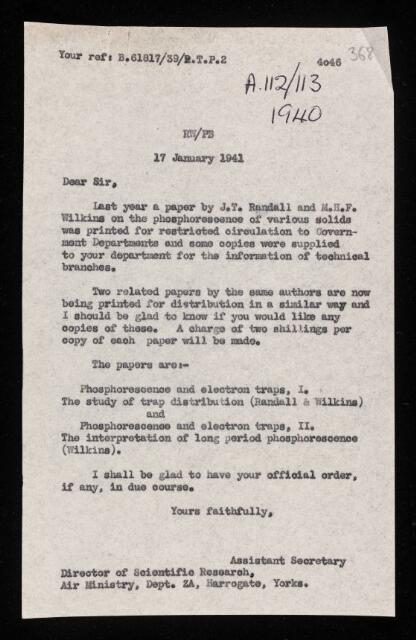 Your ref: B.61817/39/R.T.P.2
4046
368
A.112/113
1940
RW/PB
17 January 1941
Dear Sir,
Last year a paper by J.T. Randall and M.H.F.
Wilkins on the phosphorescence of various solids
was printed for restricted circulation to Govern-
ment Departments and some copies were supplied
to your department for the information of technical
branches.
Two related papers by the same authors are now
being printed for distribution in a similar way and
I should be glad to know if you would like any
copies of these. A charge of two shillings per
copy of each paper will be made.
The papers are:-
Phosphorescence and electron traps, I.
The study of trap distribution (Randall & Wilkins)
and
Phosphorescence and electron traps, II.
The interpretation of long period phosphorescence
(Wilkins).
I shall be glad to have your official order,
if any, in due course.
Yours faithfully,
Assistant Secretary
Director of Scientific Research,
Air Ministry, Dept. ZA, Harrogate, Yorks.